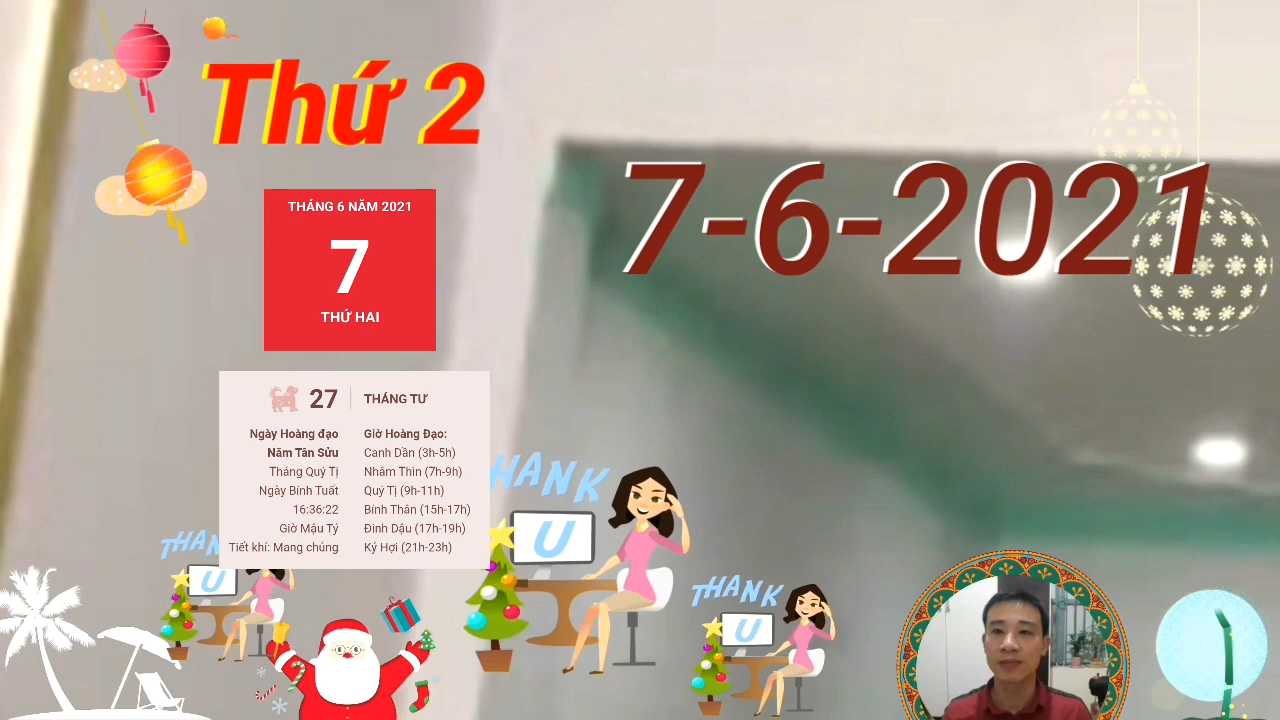 Thứ 2
7-6-2021
THÁNG 6 NĂM 2021
7
THỨ HAI
27
THÁNG TƯ
Ngày Hoàng đạo
Năm Tân Sửu
Tháng Quý Tị
Ngày Bính Tuất
16:36:22
Giờ Mậu Tý
Tiết khí: Mang chủng
Giờ Hoàng Đạo:
Canh Dần (3h-5h)
Nhâm Thìn (7h-9h)
Quý Tị (9h-11h)
Bính Thân (15h-17h)
Đinh Dậu (17h-19h)
Kỷ Hợi (21h-23h)
HANK
U
THAN
U
THANK
U